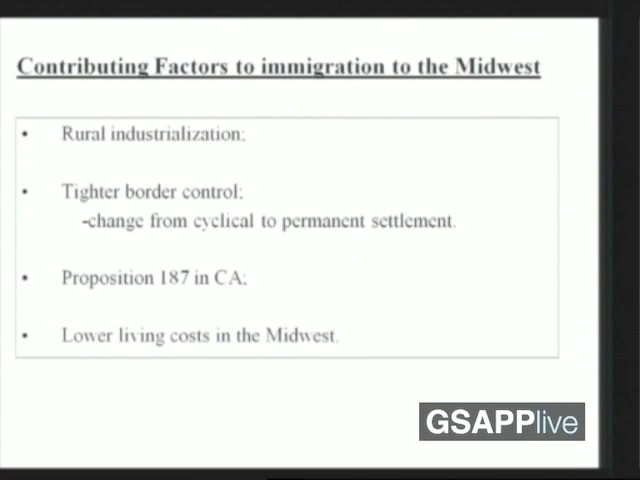 Contributing Factors to immigration to the Midwest
• Rural industrialization;
• Tighter border control:
-change from cyclical to permanent settlement.
• Proposition 187 in CA;
• Lower living costs in the Midwest.
GSAPPlive